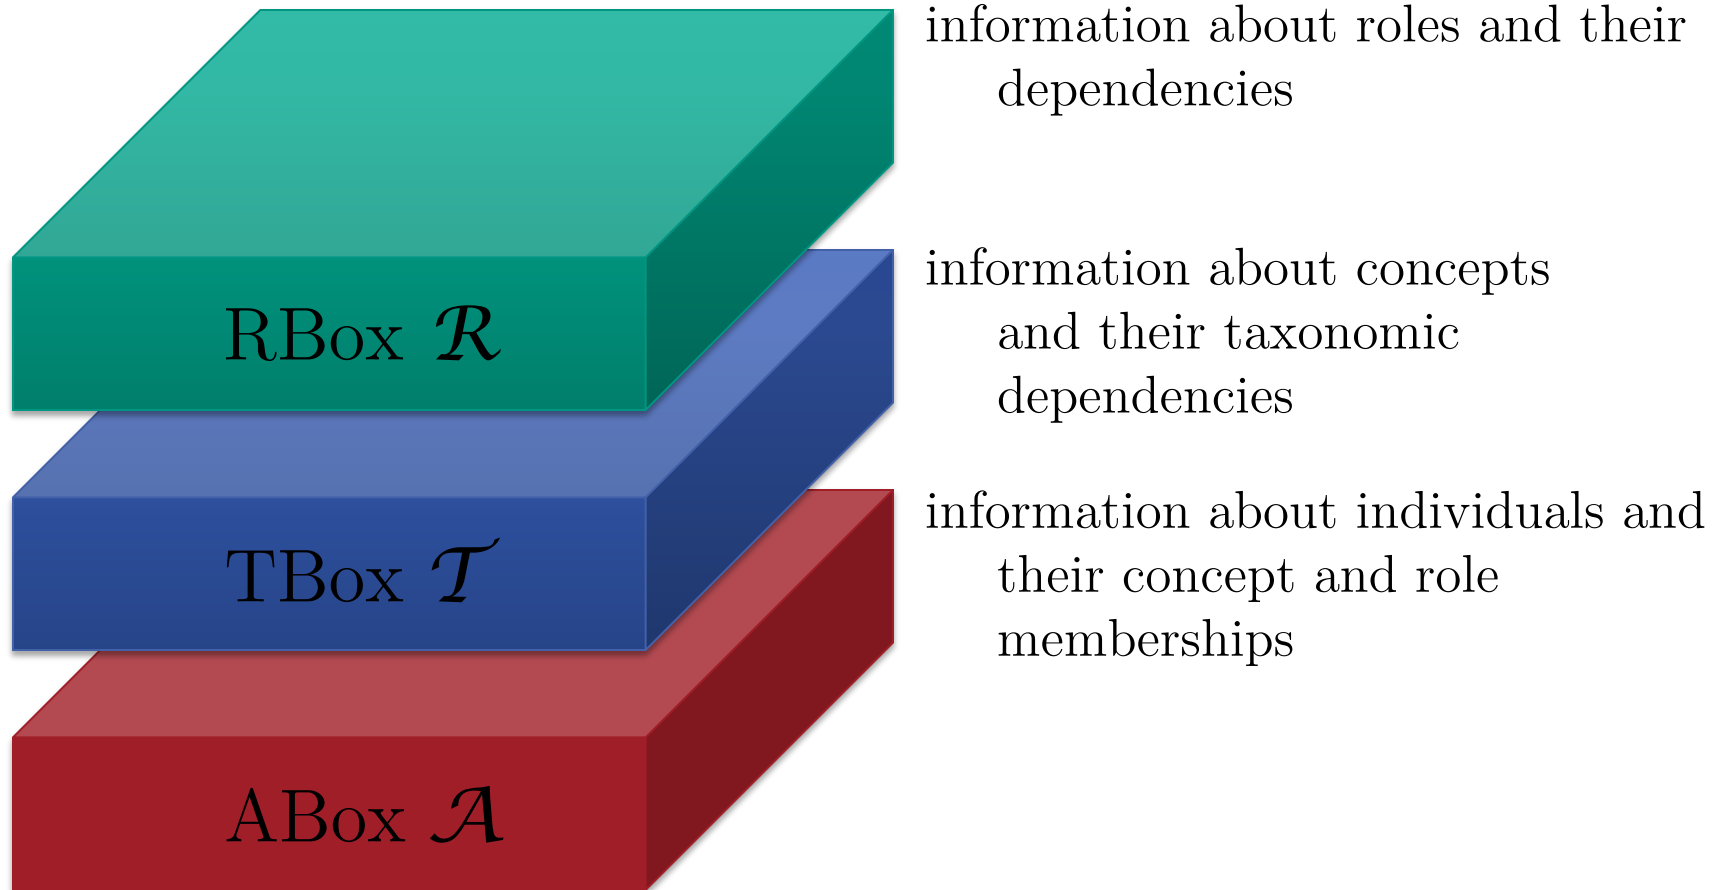 information about roles and their
dependencies
RBox 𝓡
information about concepts
and their taxonomic
dependencies
TBox 𝓣
information about individuals and
their concept and role
memberships
ABox 𝓐